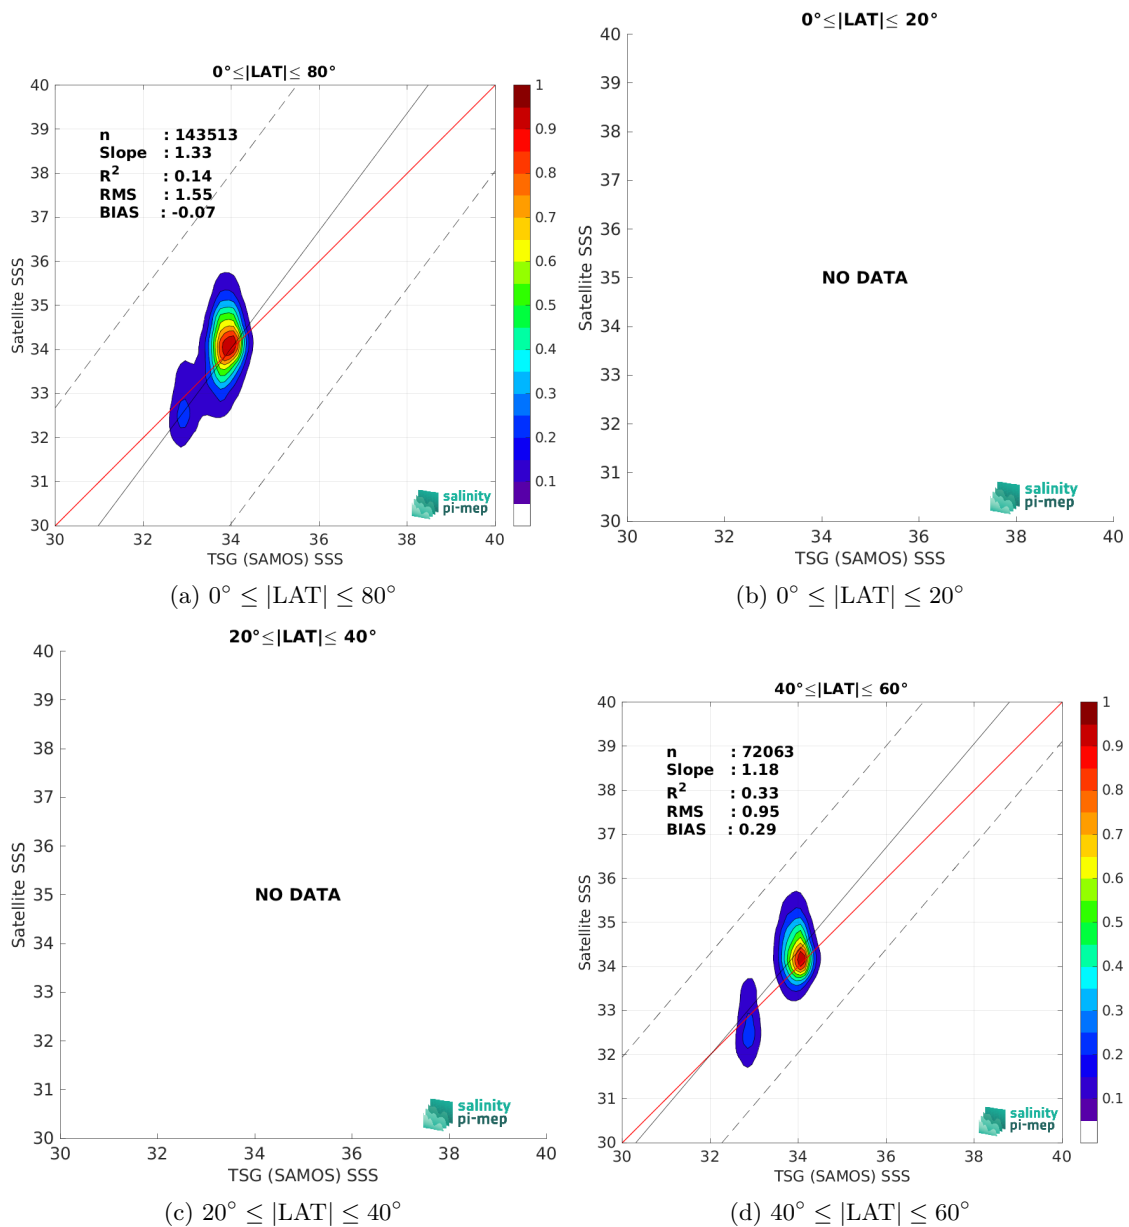 0°≤|LAT|≤ 80°
n : 143513
Slope : 1.33
R² : 0.14
RMS : 1.55
BIAS : -0.07
40
39
38
37
36
35
34
33
32
31
30
Satellite SSS
30 32 34 36 38 40
TSG (SAMOS) SSS
1
0.9
0.8
0.7
0.6
0.5
0.4
0.3
0.2
0.1
salinity
pi-mep
(a) 0° ≤ |LAT| ≤ 80°
0°≤|LAT|≤ 20°
40
39
38
37
36
35
34
33
32
31
30
Satellite SSS
NO DATA
salinity
pi-mep
30 32 34 36 38 40
TSG (SAMOS) SSS
(b) 0° ≤ |LAT| ≤ 20°
20°≤|LAT|≤ 40°
40
39
38
37
36
35
34
33
32
31
30
Satellite SSS
NO DATA
salinity
pi-mep
30 32 34 36 38 40
TSG (SAMOS) SSS
(c) 20° ≤ |LAT| ≤ 40°
40°≤|LAT|≤ 60°
n : 72063
Slope : 1.18
R² : 0.33
RMS : 0.95
BIAS : 0.29
40
39
38
37
36
35
34
33
32
31
30
Satellite SSS
30 32 34 36 38 40
TSG (SAMOS) SSS
1
0.9
0.8
0.7
0.6
0.5
0.4
0.3
0.2
0.1
salinity
pi-mep
(d) 40° ≤ |LAT| ≤ 60°